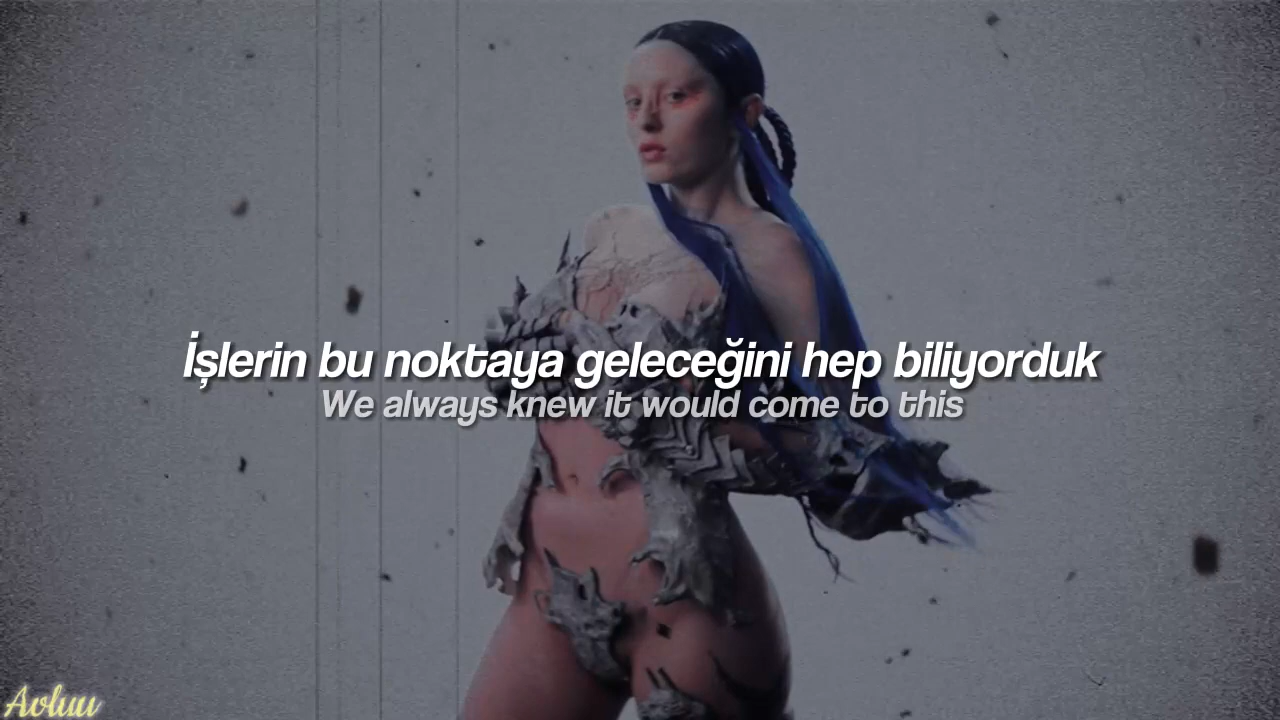 İşlerin bu noktaya geleceğini hep biliyorduk
We always knew it would come to this
Avluu